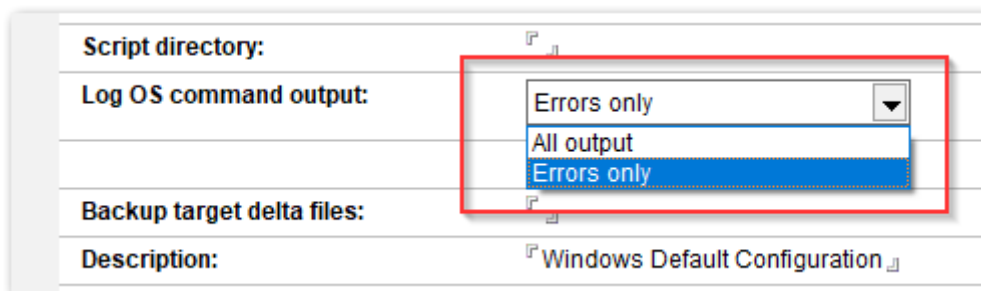 Script directory:
Log OS command output: Errors only
All output
Errors only
Backup target delta files:
Description: Windows Default Configuration